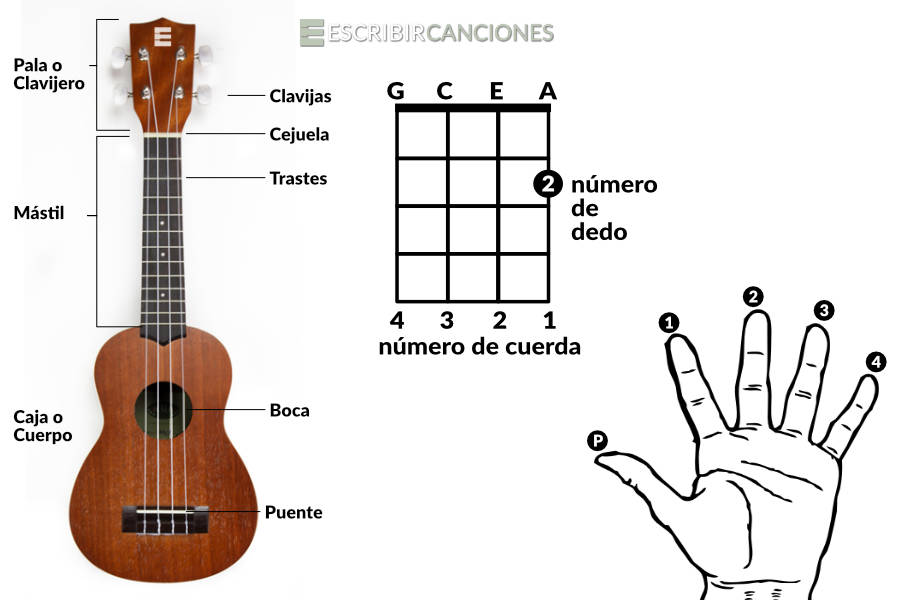 ESCRIBIRCANCIONES
Pala o
Clavijero
Clavijas
Cejuela
Trastes
Mástil
Caja o
Cuerpo
Boca
Puente
G C E A
2 número
de
dedo
4 3 2 1
número de cuerda
P
1
2
3
4